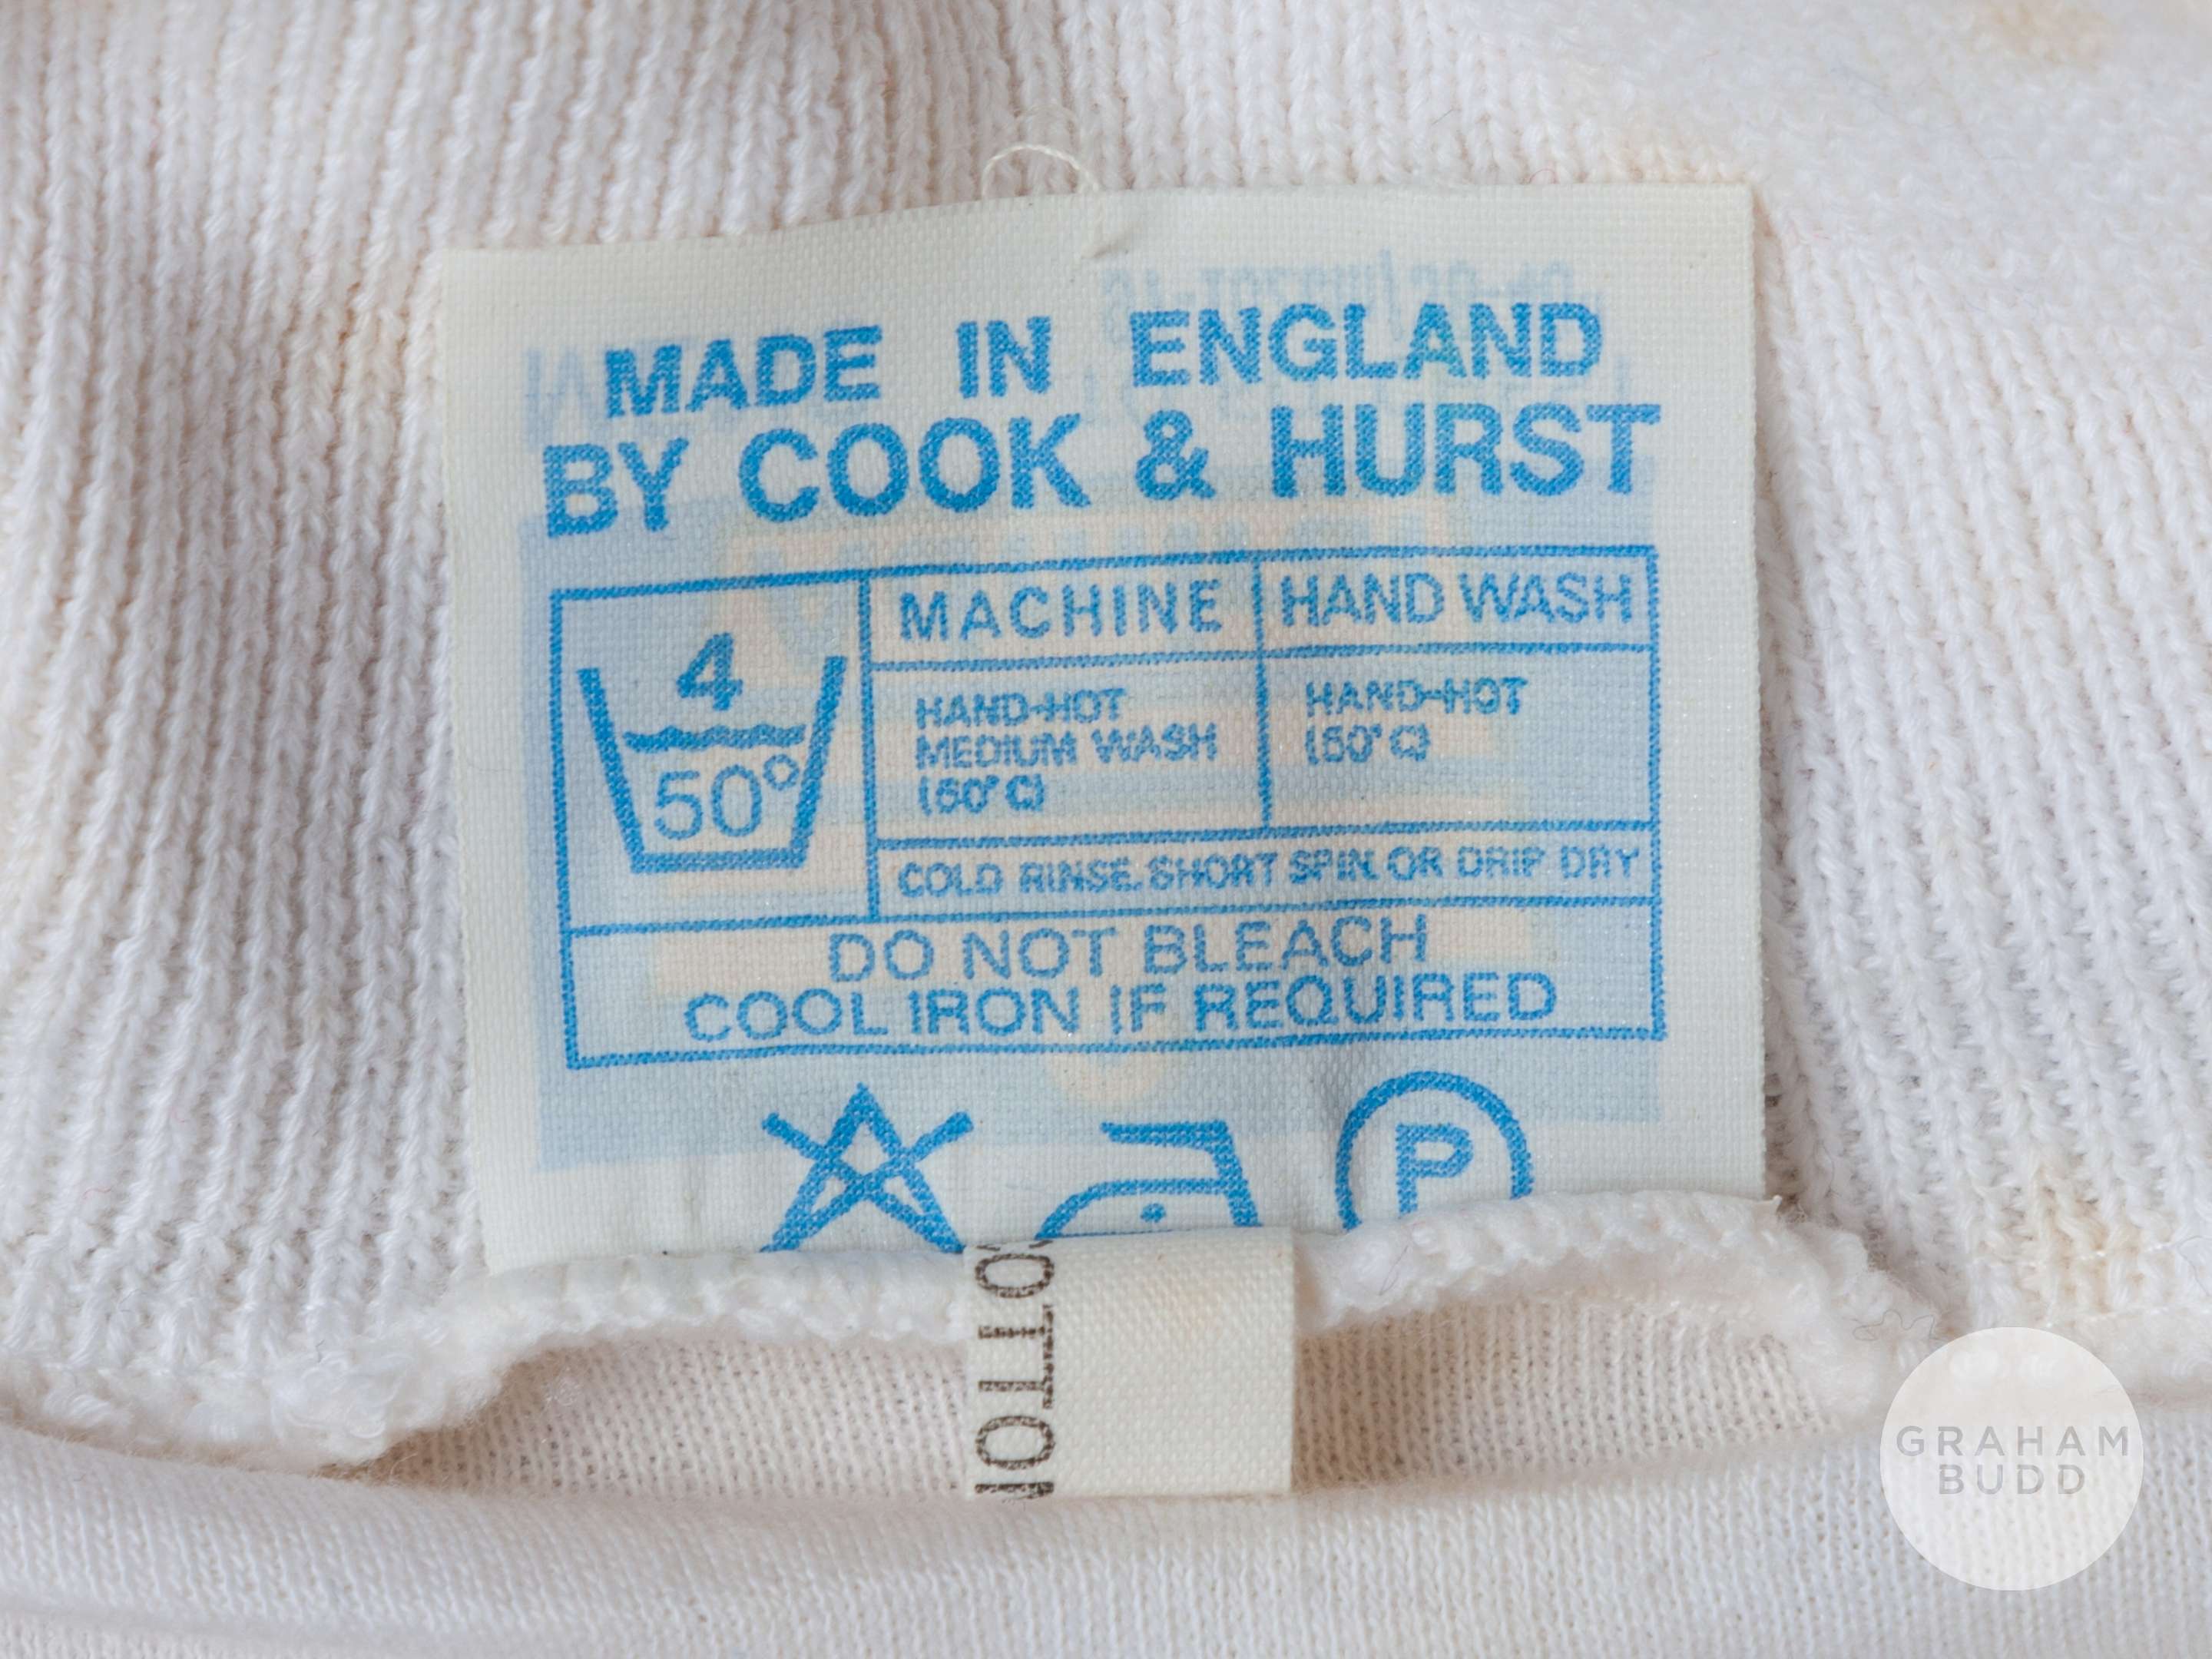 MADE IN ENGLAND
BY COOK & HURST
MACHINE HAND WASH
4
50°
HAND-HOT
MEDIUM WASH
(50°C)
HAND-HOT
(50°C)
COLD RINSE. SHORT SPIN. OR DRIP DRY
DO NOT BLEACH
COOL IRON IF REQUIRED
P
GRAHAM
BUDD